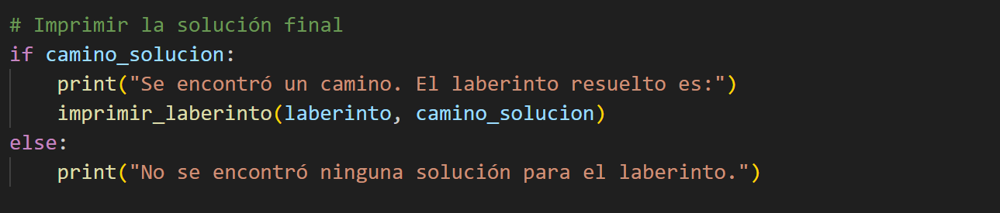 # Imprimir la solución final
if camino_solucion:
    print("Se encontró un camino. El laberinto resuelto es:")
    imprimir_laberinto(laberinto, camino_solucion)
else:
    print("No se encontró ninguna solución para el laberinto.")